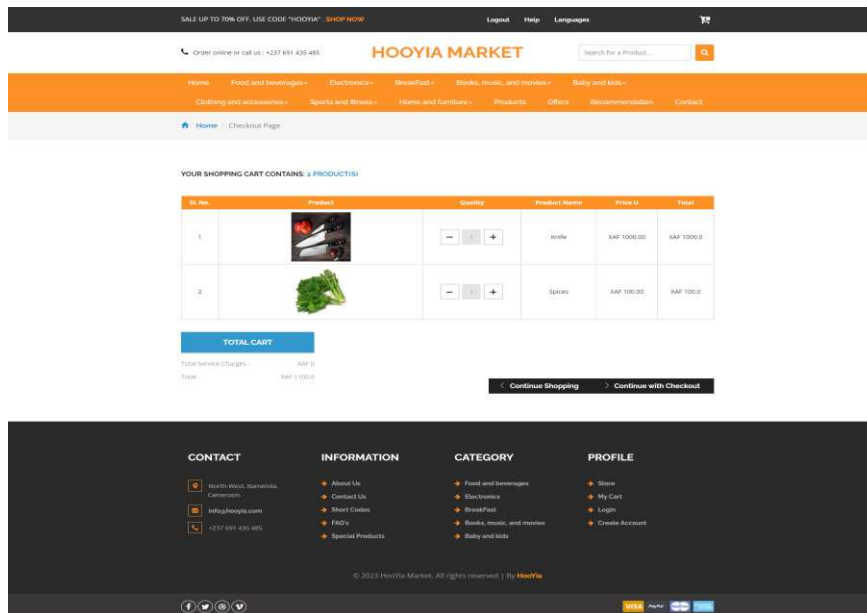 SALE UP TO 70% OFF. USE CODE "HOOYIA" . SHOP NOW
Logout Help Languages
Order online or call us : +237 691 435 485
HOOYIA MARKET
Search for a Product...
Home Food and beverages Electronics BreakFast Books, music, and movies Baby and kids
Clothing and accessories Sports and fitness Home and furniture Products Offers Recommendation Contact
Home / Checkout Page
YOUR SHOPPING CART CONTAINS: 2 PRODUCT(S)
SL No. Product Quality Product Name Price U Total
1 − 1 + Knife XAF 1000.00 XAF 1000.0
2 − 1 + Spices XAF 100.00 XAF 100.0
TOTAL CART
Total Service Charges - XAF 0
Total XAF 1100.0
Continue Shopping Continue with Checkout
CONTACT INFORMATION CATEGORY PROFILE
North-West, Bamenda, Cameroon.
info@hooyia.com
+237 691 435 485
About Us
Contact Us
Short Codes
FAQ's
Special Products
Food and beverages
Electronics
BreakFast
Books, music, and movies
Baby and kids
Store
My Cart
Login
Create Account
© 2023 HooYia Market. All rights reserved | By HooYia
VISA PayPal